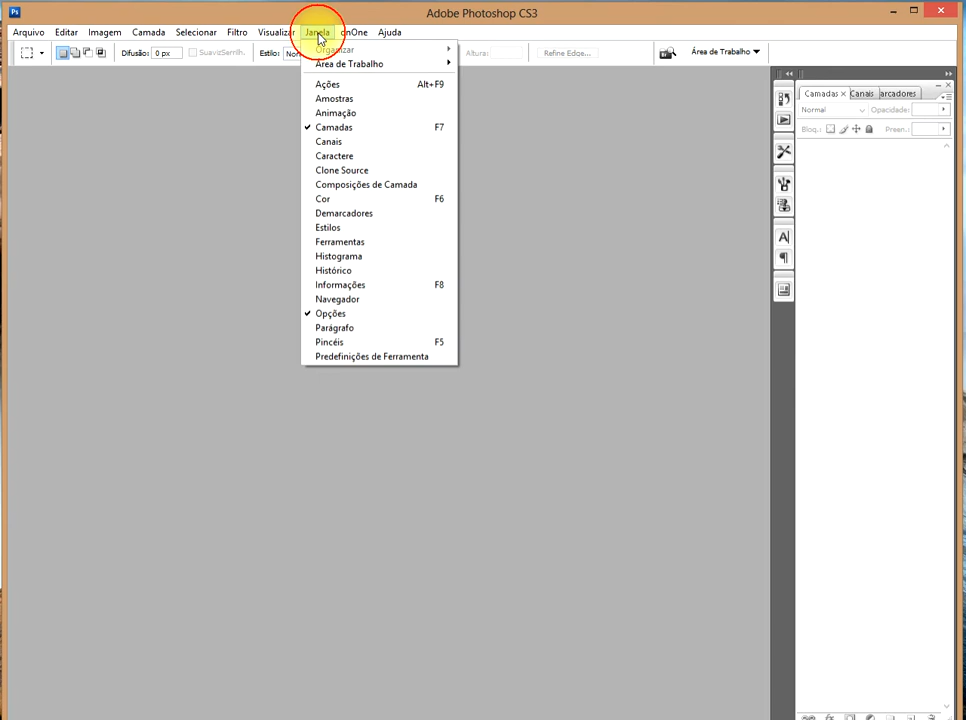 Ps Adobe Photoshop CS3
Arquivo Editar Imagem Camada Selecionar Filtro Visualizar Janela onOne Ajuda
Difusão: 0 px SuavizSerrilh. Estilo: Altura: Refine Edge... Área de Trabalho
Organizar
Área de Trabalho
Ações Alt+F9
Amostras
Animação
Camadas F7
Canais
Caractere
Clone Source
Composições de Camada
Cor F6
Demarcadores
Estilos
Ferramentas
Histograma
Histórico
Informações F8
Navegador
Opções
Parágrafo
Pincéis F5
Predefinições de Ferramenta
Camadas × Canais arcadores
Normal Opacidade:
Bloq.: Preen.: